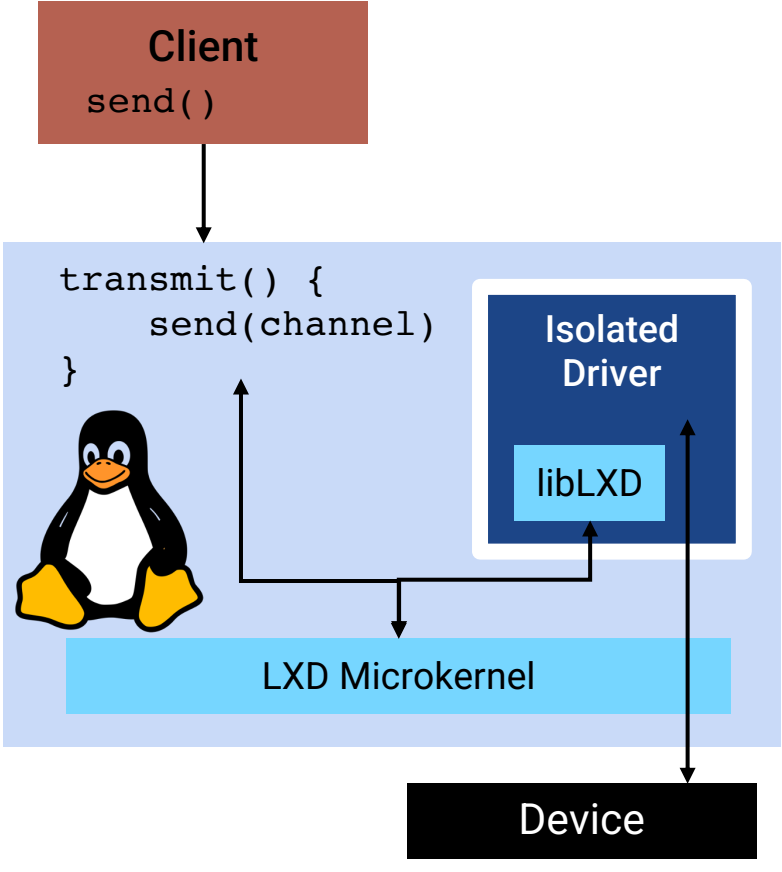 Client
send()
transmit() {
    send(channel)
}
Isolated
Driver
libLXD
LXD Microkernel
Device